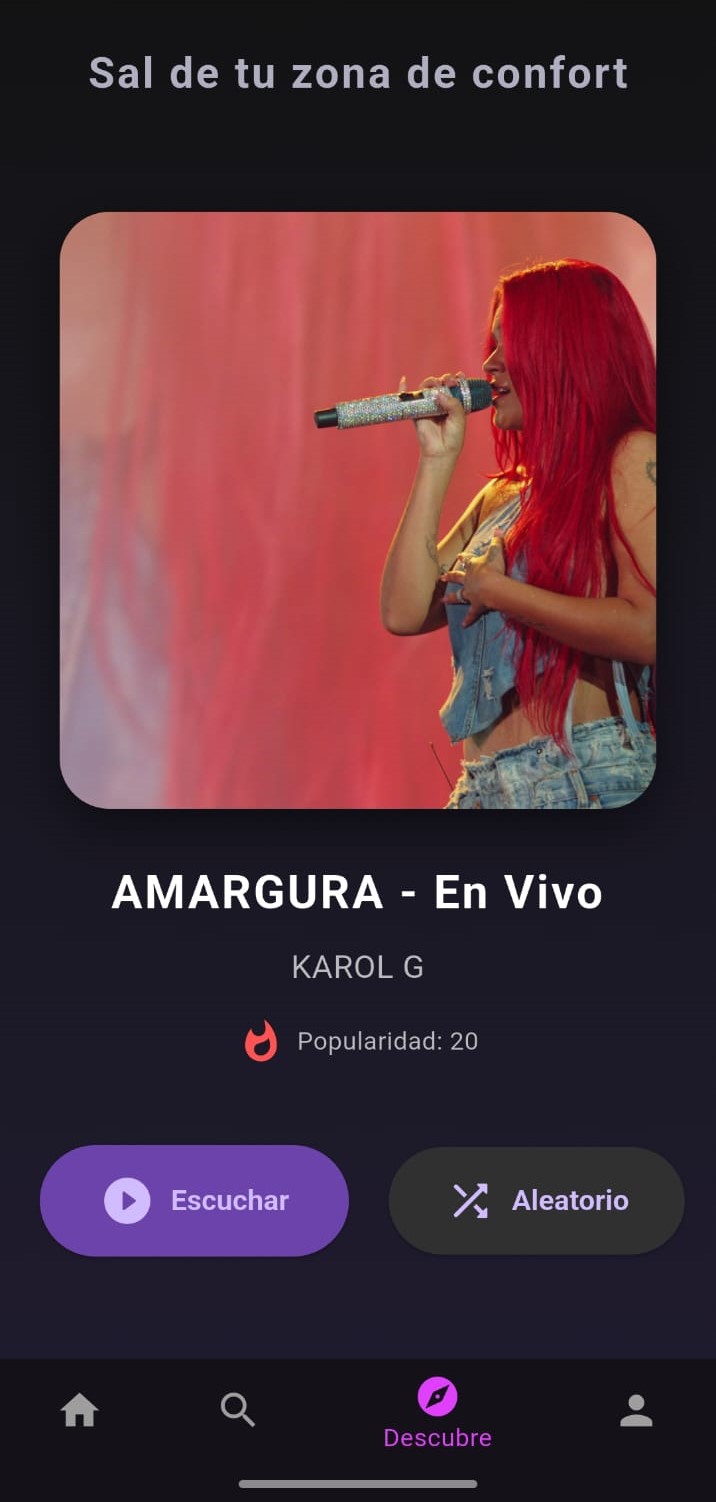 Sal de tu zona de confort
AMARGURA - En Vivo
KAROL G
Popularidad: 20
Escuchar
Aleatorio
Descubre